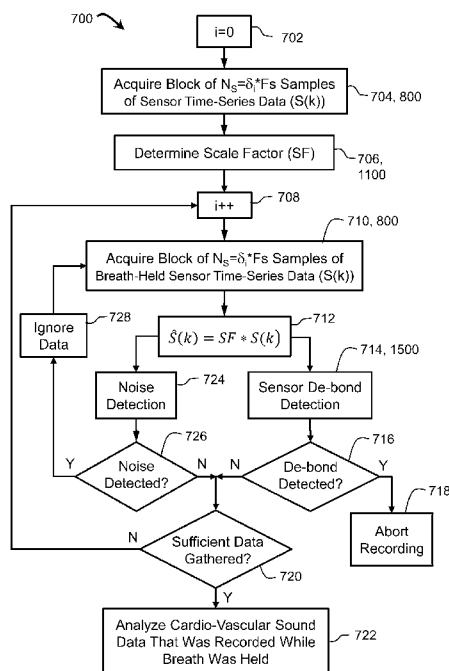 700
i=0
702
Acquire Block of Nₛ=δᵢ*Fs Samples
of Sensor Time-Series Data (S(k))
704, 800
Determine Scale Factor (SF)
706,
1100
i++
708
710, 800
Acquire Block of Nₛ=δᵢ*Fs Samples of
Breath-Held Sensor Time-Series Data (S(k))
Ignore
Data
728
Ŝ(k) = SF * S(k)
712
724
714, 1500
Noise
Detection
Sensor De-bond
Detection
726
716
Y
Noise
Detected?
N
N
De-bond
Detected?
Y
718
Abort
Recording
N
Sufficient Data
Gathered?
720
Y
Analyze Cardio-Vascular Sound
Data That Was Recorded While
Breath Was Held
722